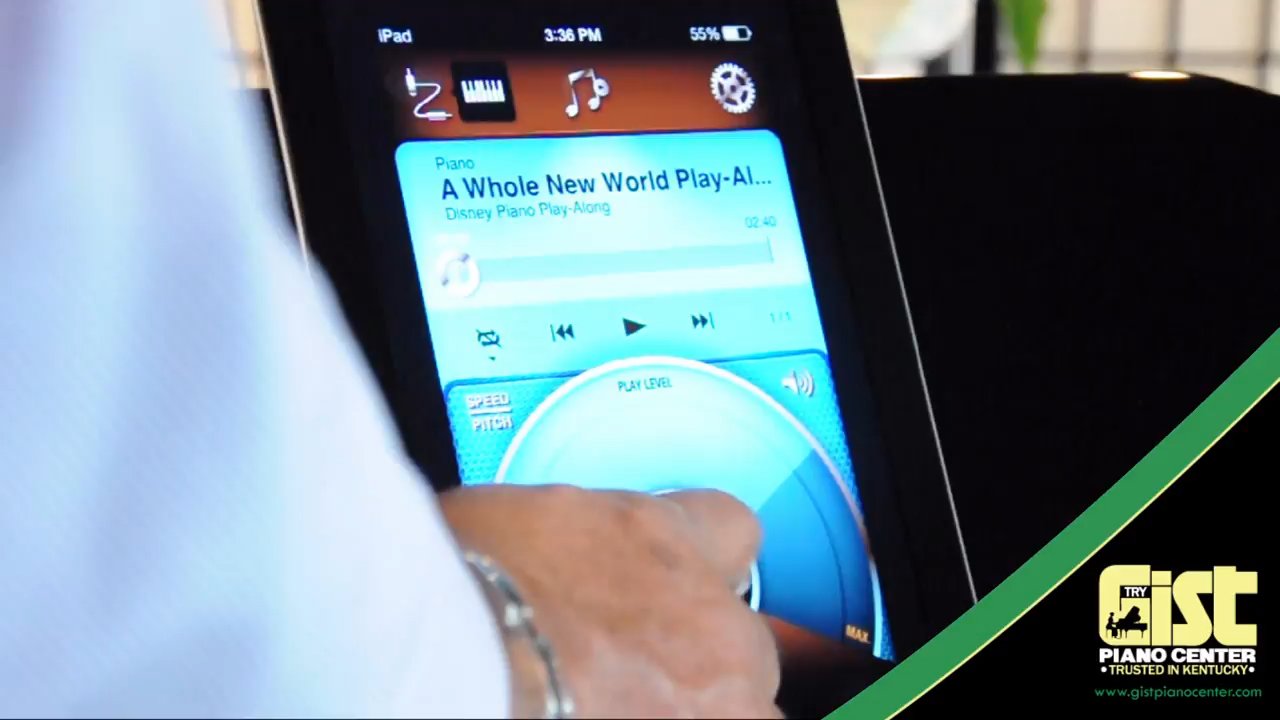 iPad 3:36 PM 55%
Piano
A Whole New World Play-Al...
Disney Piano Play-Along
02:40
1/1
PLAY LEVEL
SPEED
PITCH
MAX.
TRY
Gist
PIANO CENTER
•TRUSTED IN KENTUCKY•
www.gistpianocenter.com